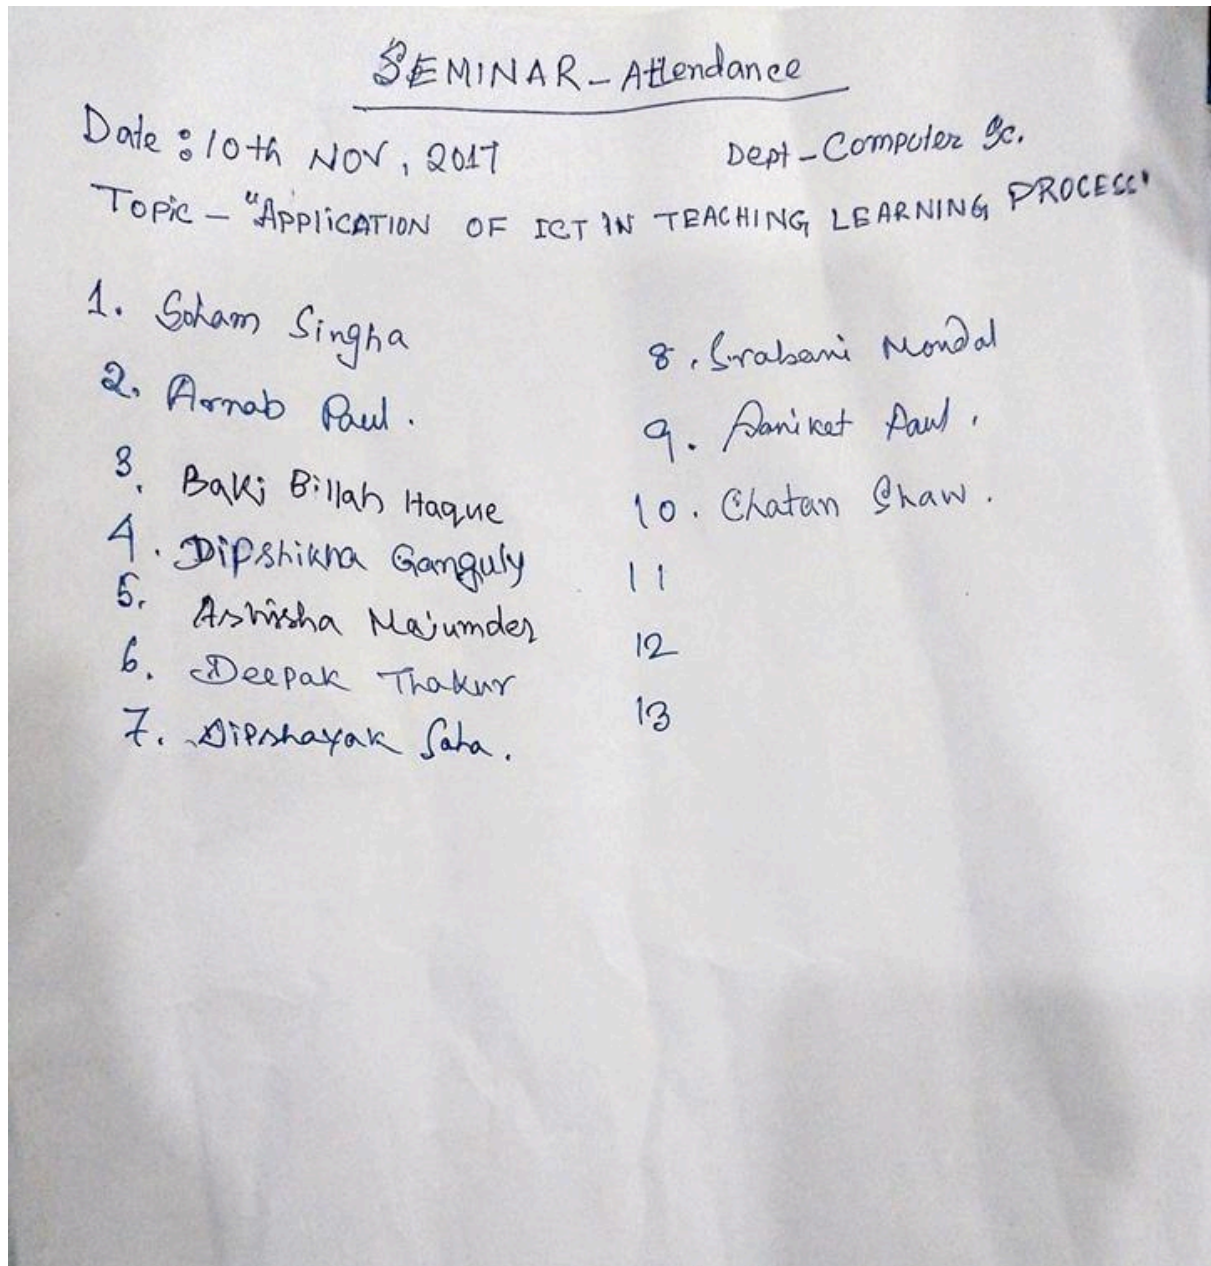 SEMINAR - Attendance
Date : 10th NOV, 2017
Dept - Computer Sc.
Topic - "APPLICATION OF ICT IN TEACHING LEARNING PROCESS"
1. Soham Singha
2. Arnab Paul.
3. Baki Billah Haque
4. Dipshikha Ganguly
5. Ashisha Majumder
6. Deepak Thakur
7. Dipshayak Saha.
8. Srabani Mondal
9. Aaniket Paul.
10. Chatan Shaw.
11
12
13